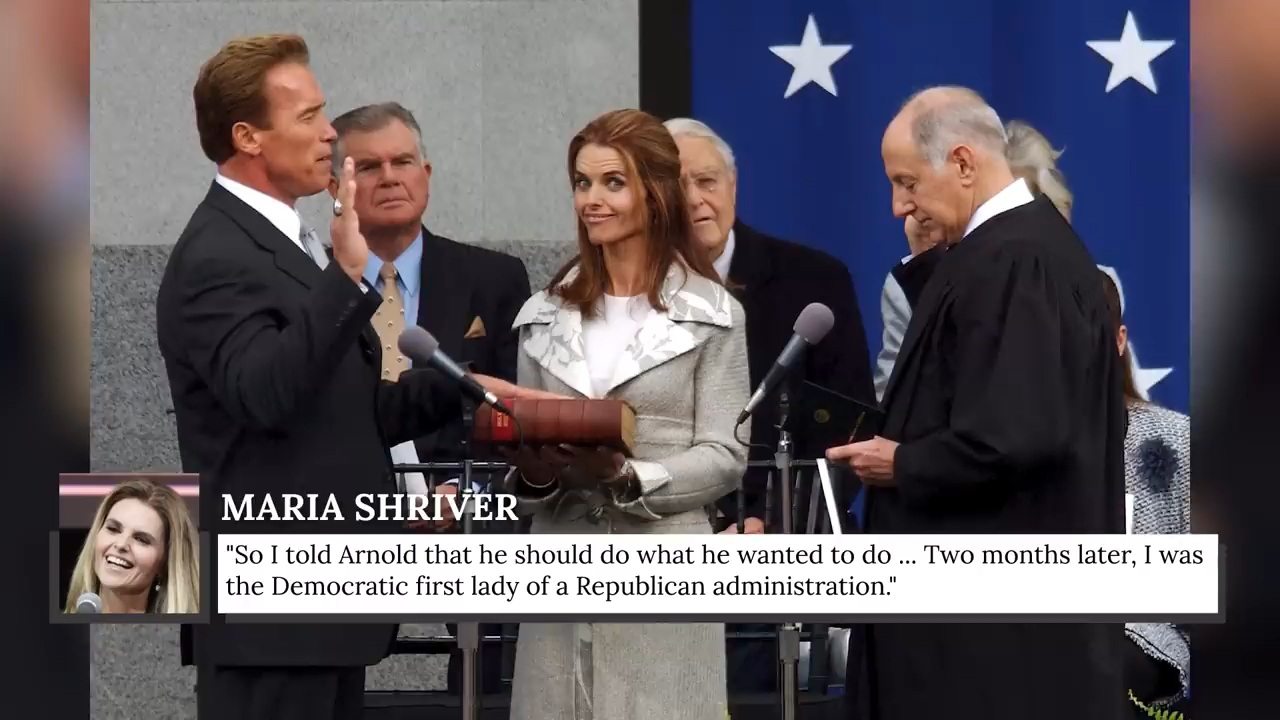 MARIA SHRIVER
"So I told Arnold that he should do what he wanted to do ... Two months later, I was
the Democratic first lady of a Republican administration."